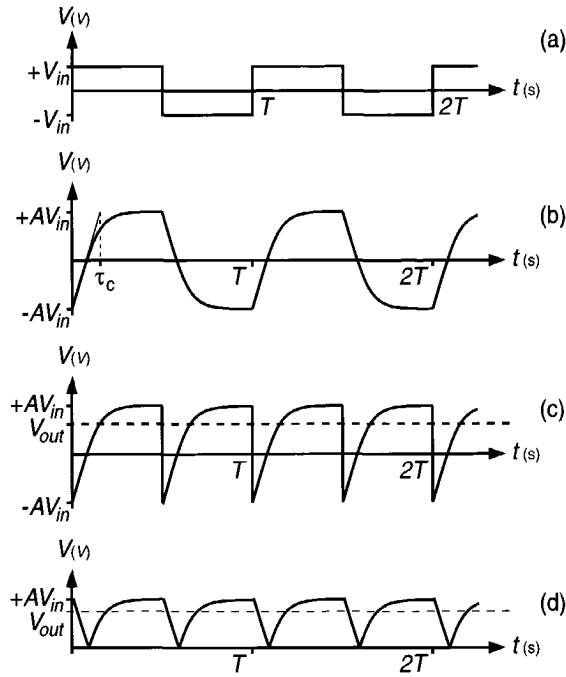 V(V)
(a)
+Vin
t(s)
T
2T
-Vin
V(V)
+AVin
(b)
τc
T
2T
t(s)
-AVin
V(V)
+AVin
(c)
Vout
T
2T
t(s)
-AVin
V(V)
+AVin
(d)
Vout
t(s)
T
2T